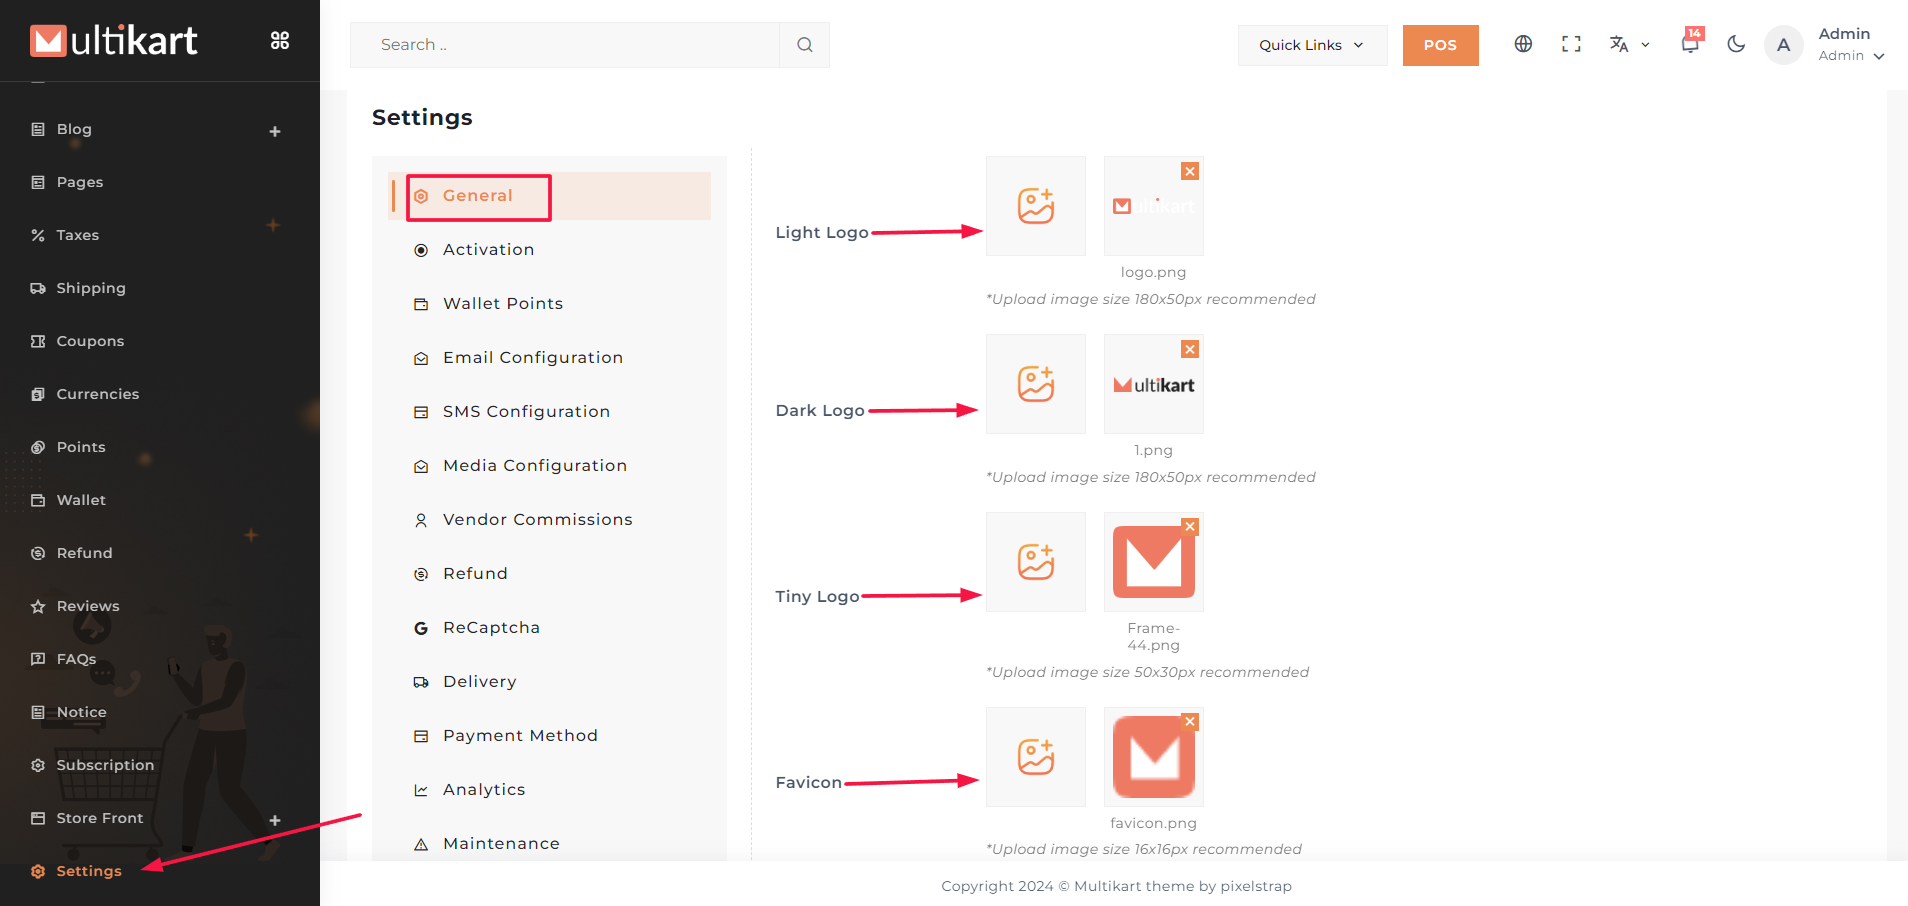 ultikart
Blog
Pages
Taxes
Shipping
Coupons
Currencies
Points
Wallet
Refund
Reviews
FAQs
Notice
Subscription
Store Front
Settings
Search ..
Quick Links
POS
14
A
Admin
Admin
Settings
General
Activation
Wallet Points
Email Configuration
SMS Configuration
Media Configuration
Vendor Commissions
Refund
ReCaptcha
Delivery
Payment Method
Analytics
Maintenance
Light Logo
ultikart
logo.png
*Upload image size 180x50px recommended
Dark Logo
ultikart
1.png
*Upload image size 180x50px recommended
Tiny Logo
Frame-
44.png
*Upload image size 50x30px recommended
Favicon
favicon.png
*Upload image size 16x16px recommended
Copyright 2024 © Multikart theme by pixelstrap